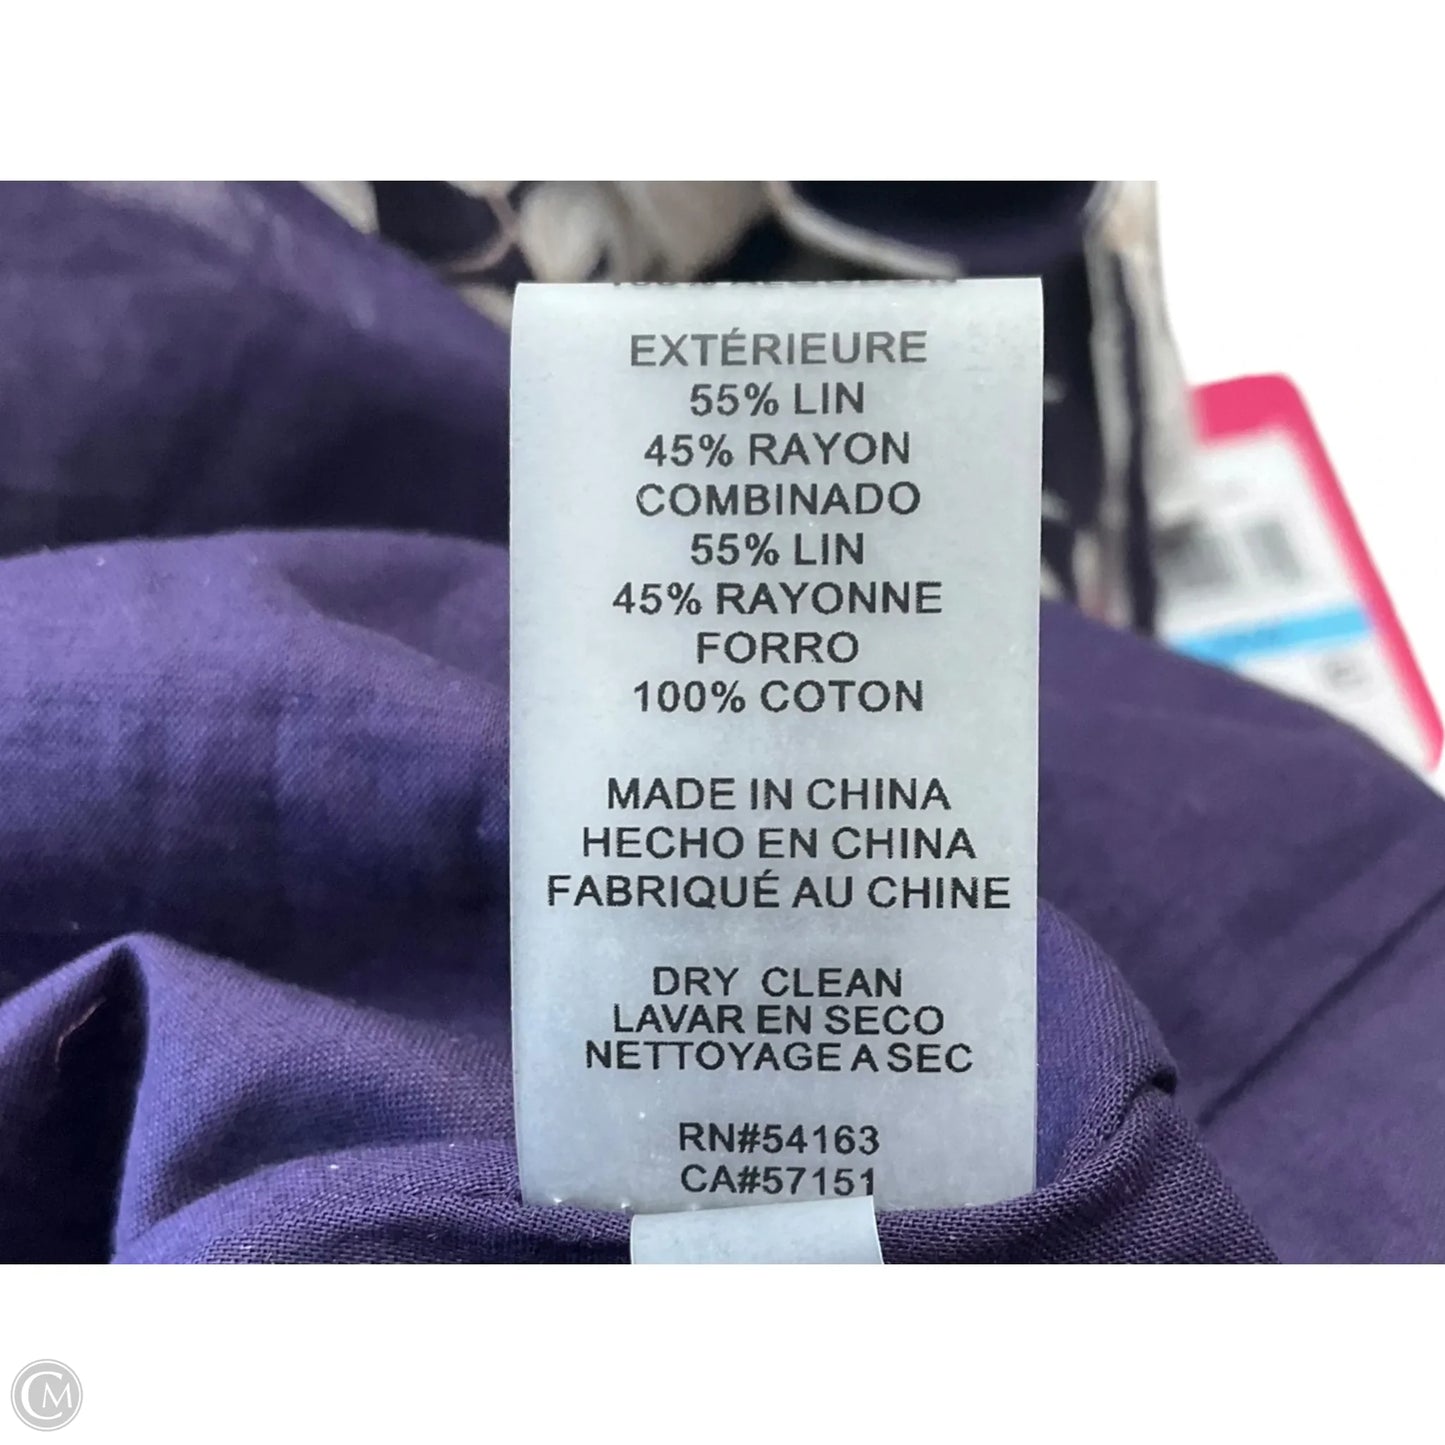 EXTÉRIEURE
55% LIN
45% RAYON
COMBINADO
55% LIN
45% RAYONNE
FORRO
100% COTON
MADE IN CHINA
HECHO EN CHINA
FABRIQUÉ AU CHINE
DRY CLEAN
LAVAR EN SECO
NETTOYAGE A SEC
RN#54163
CA#57151
CM